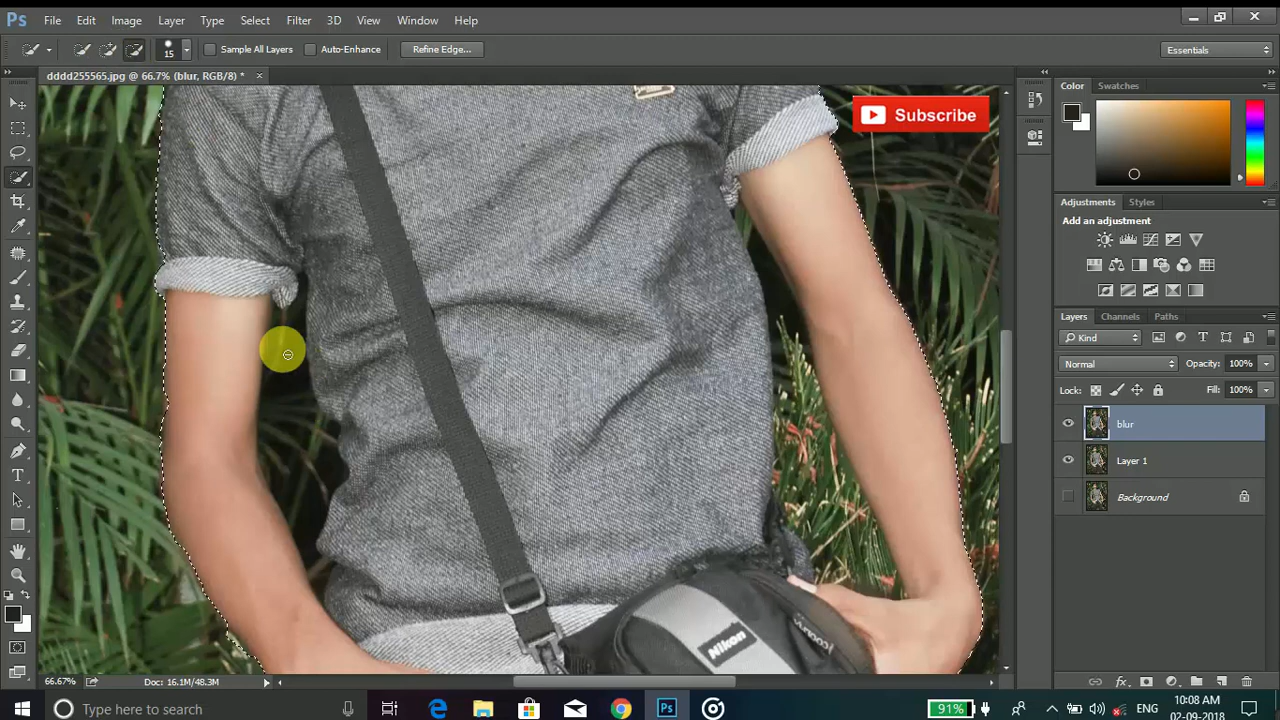 Ps File Edit Image Layer Type Select Filter 3D View Window Help
15 Sample All Layers Auto-Enhance Refine Edge... Essentials
dddd255565.jpg @ 66.7% (blur, RGB/8) *
Color Swatches
Subscribe
Adjustments Styles
Add an adjustment
Layers Channels Paths
Kind
Normal Opacity: 100%
Lock: Fill: 100%
blur
Layer 1
Background
Nikon
66.67% Doc: 16.1M/48.3M
Type here to search
Ps
91%
ENG
10:08 AM
02-09-2018